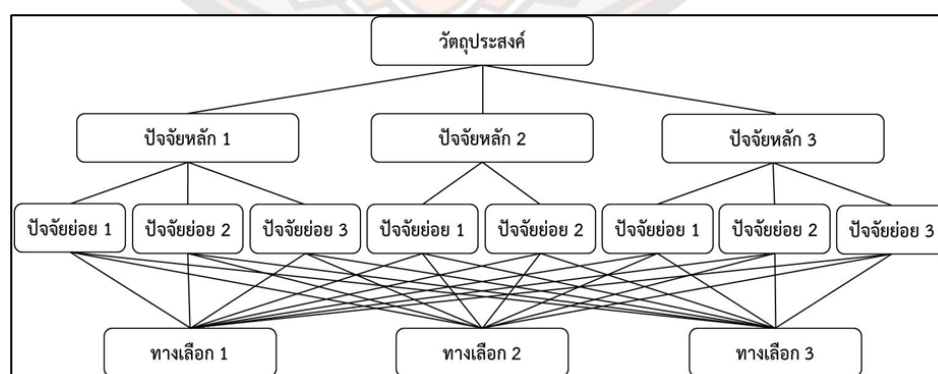 วัตถุประสงค์
ปัจจัยหลัก 1 ปัจจัยหลัก 2 ปัจจัยหลัก 3
ปัจจัยย่อย 1 ปัจจัยย่อย 2 ปัจจัยย่อย 3 ปัจจัยย่อย 1 ปัจจัยย่อย 2 ปัจจัยย่อย 1 ปัจจัยย่อย 2 ปัจจัยย่อย 3
ทางเลือก 1 ทางเลือก 2 ทางเลือก 3